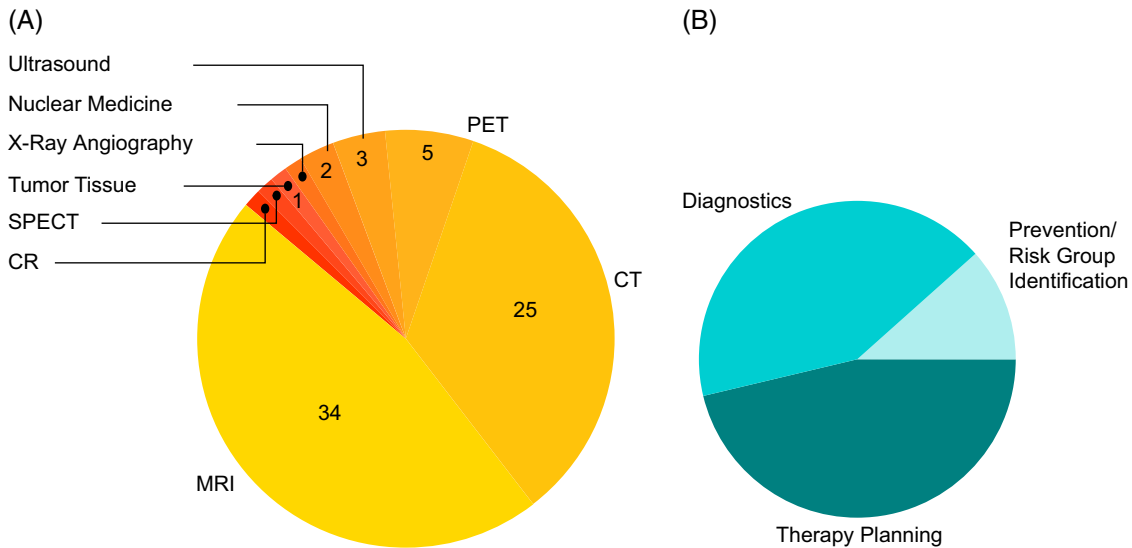 (A)
(B)
Ultrasound
Nuclear Medicine
X-Ray Angiography
Tumor Tissue
SPECT
CR
PET
CT
MRI
1
2
3
5
25
34
Diagnostics
Prevention/
Risk Group
Identification
Therapy Planning